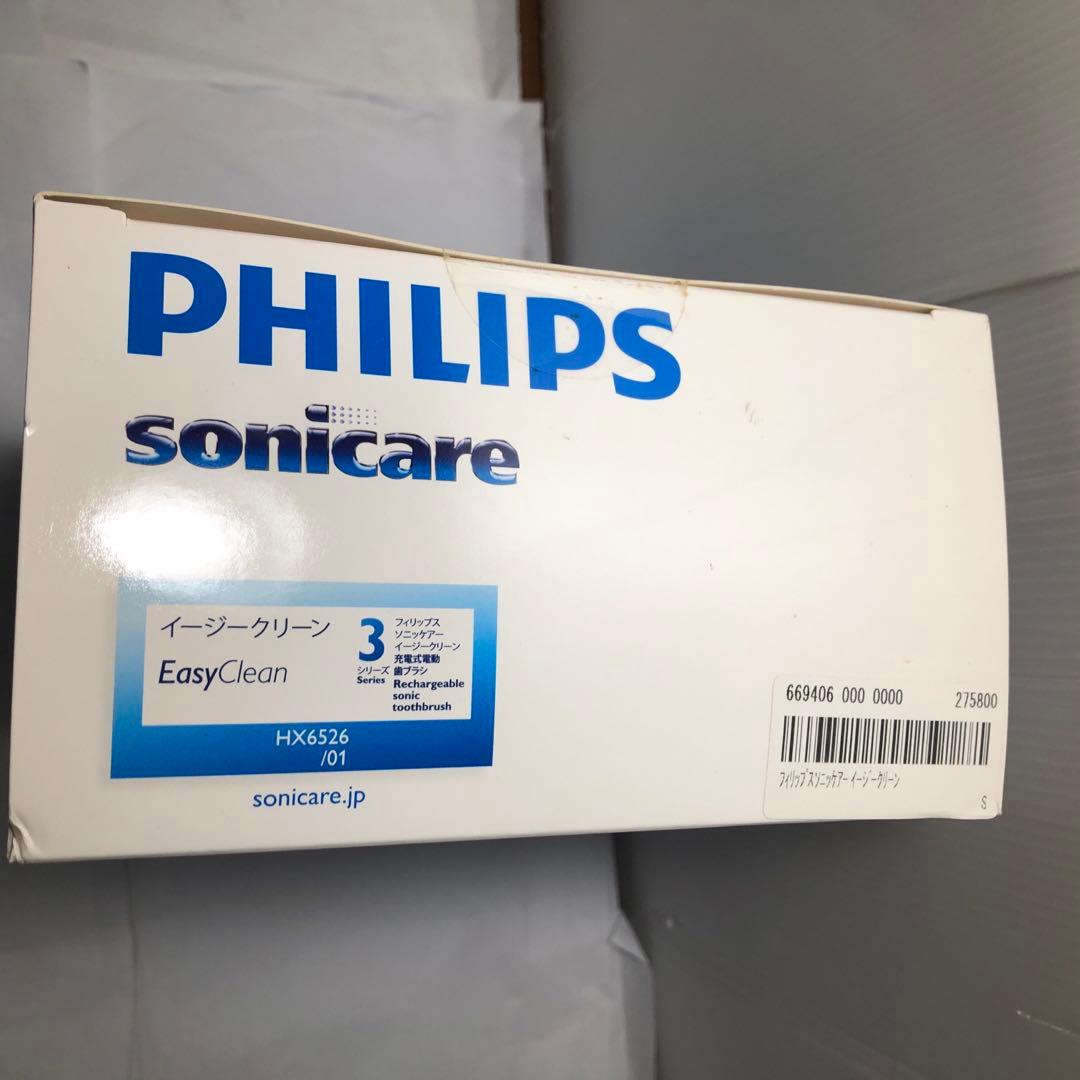 PHILIPS
sonicare
イージークリーン
EasyClean
3
シリーズ
Series
フィリップス
ソニッケアー
イージークリーン
充電式電動
歯ブラシ
Rechargeable
sonic
toothbrush
HX6526
/01
sonicare.jp
669406 000 0000 275800
フィリップスソニッケアー イージークリーン
S